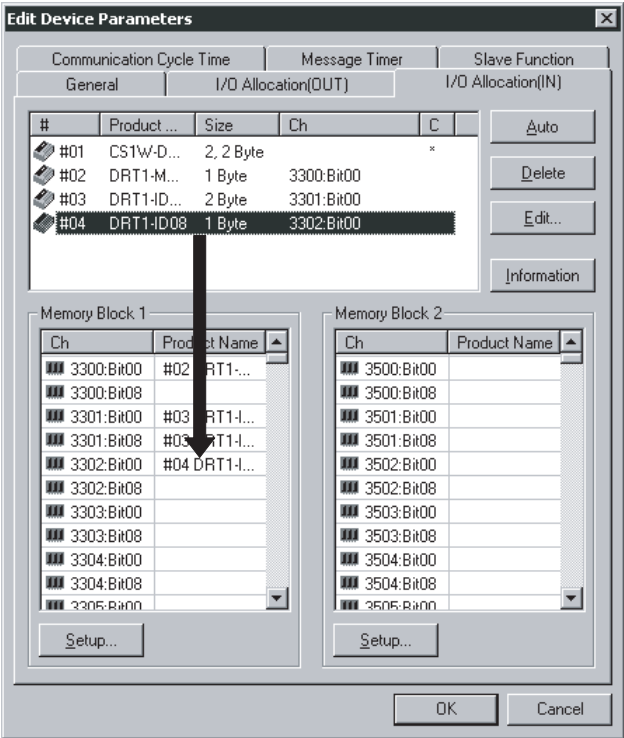 Edit Device Parameters
Communication Cycle Time Message Timer Slave Function
General I/O Allocation(OUT) I/O Allocation(IN)
# Product ... Size Ch C
#01 CS1W-D... 2, 2 Byte *
#02 DRT1-M... 1 Byte 3300:Bit00
#03 DRT1-ID... 2 Byte 3301:Bit00
#04 DRT1-ID08 1 Byte 3302:Bit00
Auto
Delete
Edit...
Information
Memory Block 1
Ch Product Name
3300:Bit00 #02 DRT1-...
3300:Bit08
3301:Bit00 #03 DRT1-I...
3301:Bit08 #03 DRT1-I...
3302:Bit00 #04 DRT1-I...
3302:Bit08
3303:Bit00
3303:Bit08
3304:Bit00
3304:Bit08
3305:Bit00
Setup...
Memory Block 2
Ch Product Name
3500:Bit00
3500:Bit08
3501:Bit00
3501:Bit08
3502:Bit00
3502:Bit08
3503:Bit00
3503:Bit08
3504:Bit00
3504:Bit08
3505:Bit00
Setup...
OK Cancel